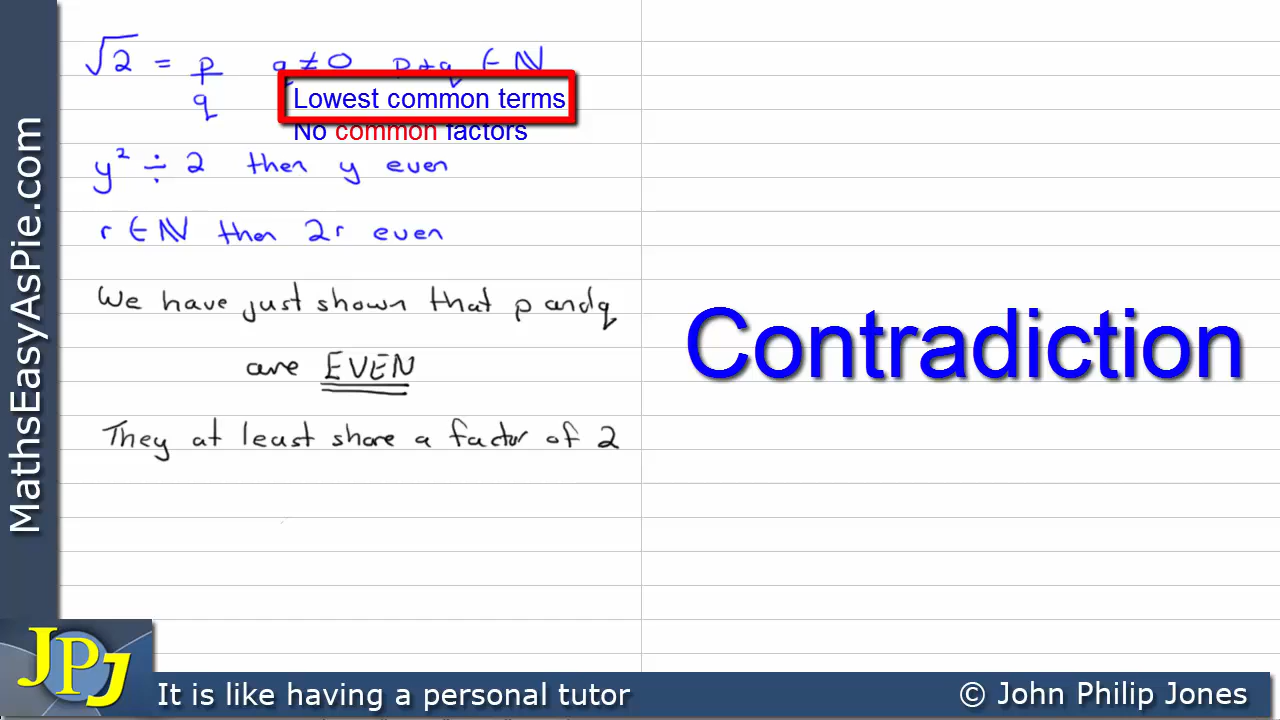 √2 = p/q q ≠ 0 p + q ∈ ℕ
Lowest common terms
No common factors
y² ÷ 2 then y even
r ∈ ℕ then 2r even
We have just shown that p and q
are EVEN
They at least share a factor of 2
Contradiction
MathsEasyAsPie.com
JPJ
It is like having a personal tutor
© John Philip Jones